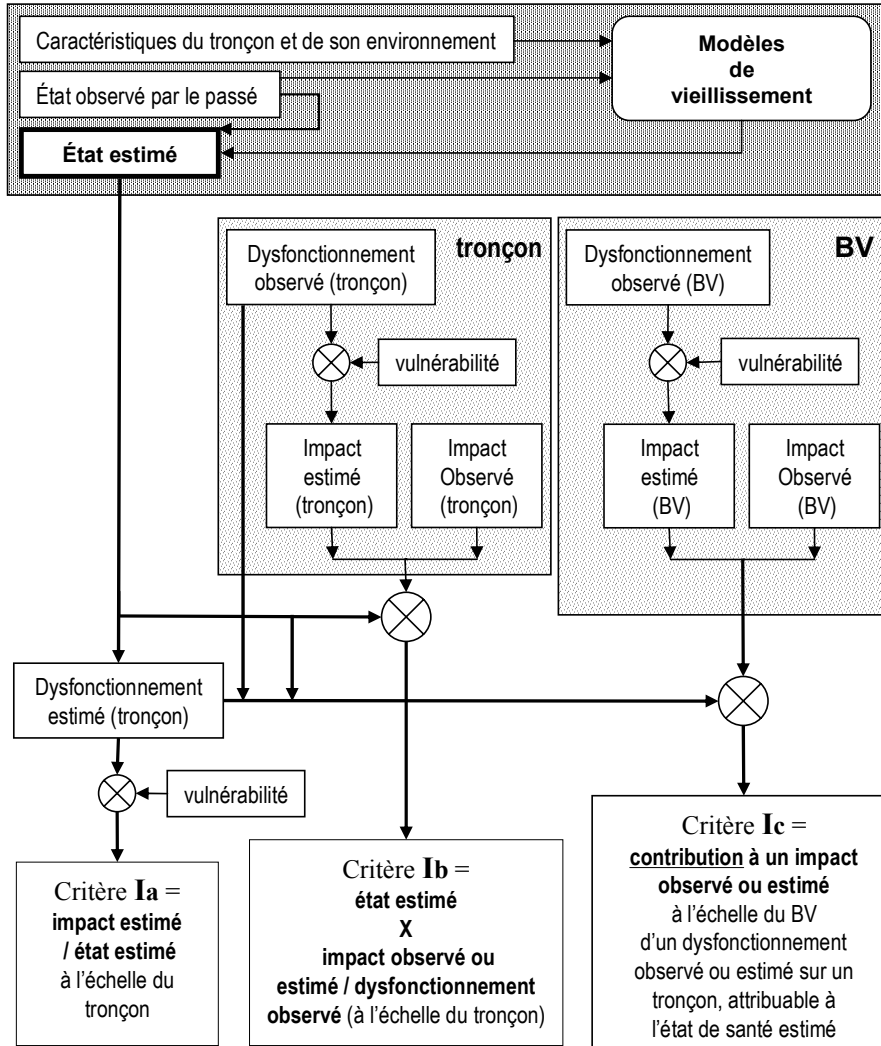 Caractéristiques du tronçon et de son environnement
Modèles
de
vieillissement
État observé par le passé
État estimé
tronçon
Dysfonctionnement
observé (tronçon)
vulnérabilité
Impact
estimé
(tronçon)
Impact
Observé
(tronçon)
BV
Dysfonctionnement
observé (BV)
vulnérabilité
Impact
estimé
(BV)
Impact
Observé
(BV)
Dysfonctionnement
estimé (tronçon)
vulnérabilité
Critère Ia =
impact estimé
/ état estimé
à l'échelle du
tronçon
Critère Ib =
état estimé
X
impact observé ou
estimé / dysfonctionnement
observé (à l'échelle du tronçon)
Critère Ic =
contribution à un impact
observé ou estimé
à l'échelle du BV
d'un dysfonctionnement
observé ou estimé sur un
tronçon, attribuable à
l'état de santé estimé